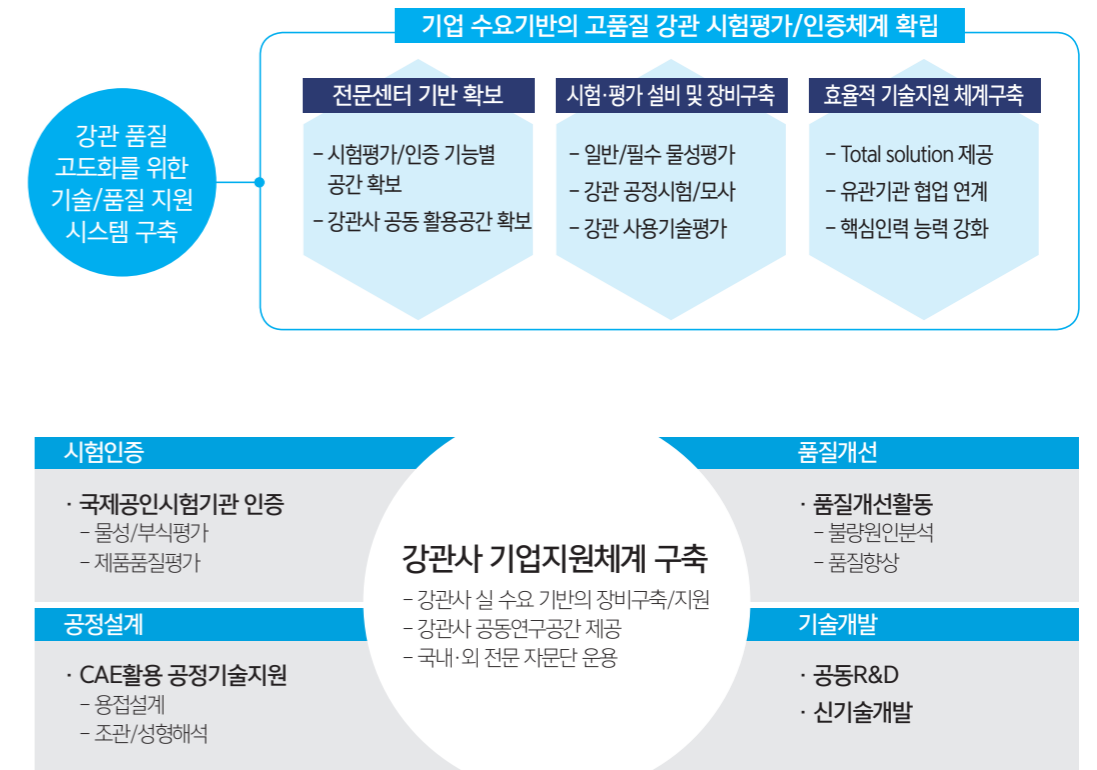 기업 수요기반의 고품질 강관 시험평가/인증체계 확립
강관 품질
고도화를 위한
기술/품질 지원
시스템 구축
전문센터 기반 확보
– 시험평가/인증 기능별
공간 확보
– 강관사 공동 활용공간 확보
시험·평가 설비 및 장비구축
– 일반/필수 물성평가
– 강관 공정시험/모사
– 강관 사용기술평가
효율적 기술지원 체계구축
– Total solution 제공
– 유관기관 협업 연계
– 핵심인력 능력 강화
시험인증
· 국제공인시험기관 인증
– 물성/부식평가
– 제품품질평가
품질개선
· 품질개선활동
– 불량원인분석
– 품질향상
강관사 기업지원체계 구축
– 강관사 실 수요 기반의 장비구축/지원
– 강관사 공동연구공간 제공
– 국내·외 전문 자문단 운용
공정설계
· CAE활용 공정기술지원
– 용접설계
– 조관/성형해석
기술개발
· 공동R&D
· 신기술개발